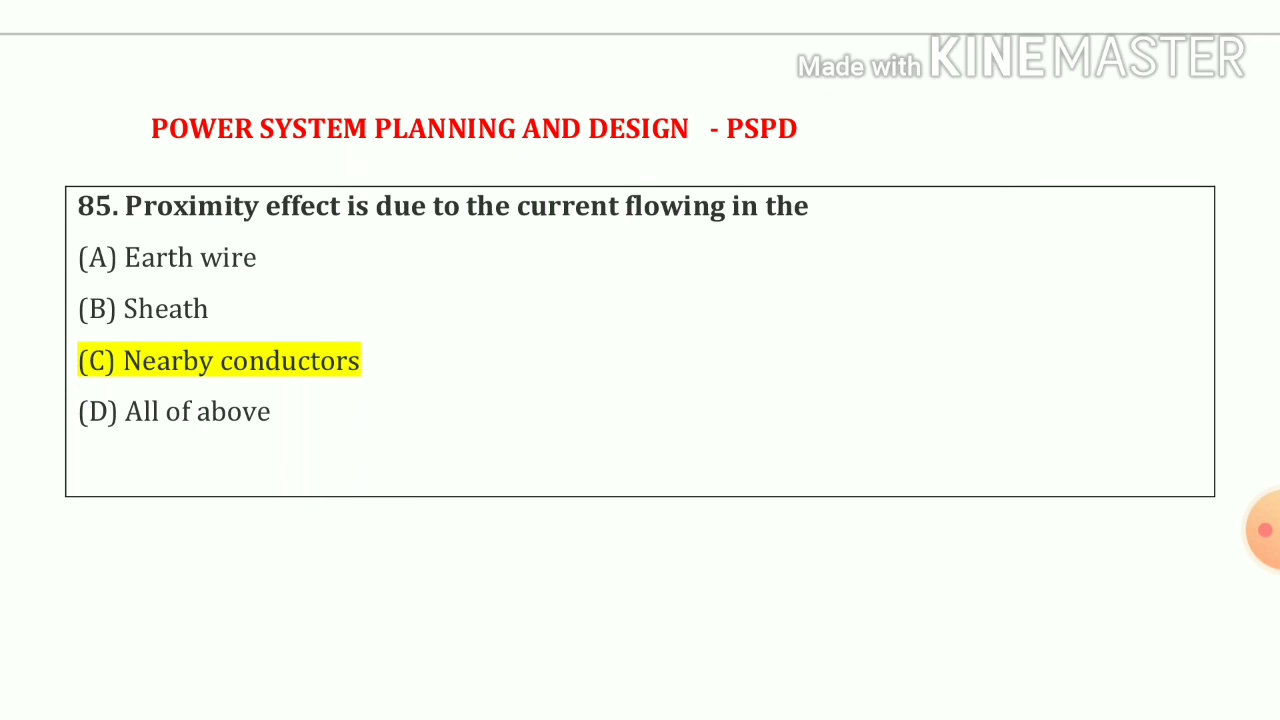 Made with KINEMASTER
POWER SYSTEM PLANNING AND DESIGN - PSPD
85. Proximity effect is due to the current flowing in the
(A) Earth wire
(B) Sheath
(C) Nearby conductors
(D) All of above